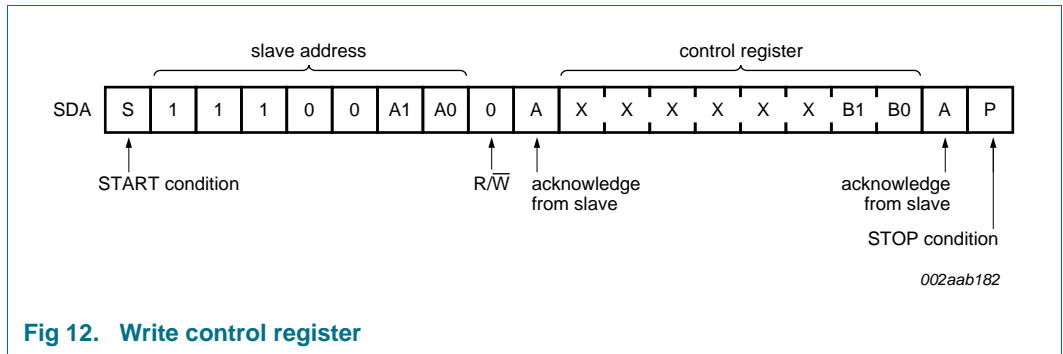 slave address control register
SDA S 1 1 1 0 0 A1 A0 0 A X X X X X X B1 B0 A P
START condition R/W̅ acknowledge from slave acknowledge from slave
STOP condition
002aab182
Fig 12. Write control register